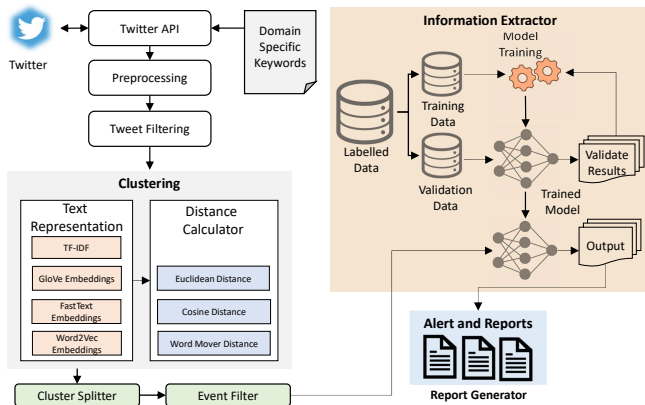 Twitter
Twitter API
Domain
Specific
Keywords
Preprocessing
Tweet Filtering
Clustering
Text
Representation
TF-IDF
GloVe Embeddings
FastText
Embeddings
Word2Vec
Embeddings
Distance
Calculator
Euclidean Distance
Cosine Distance
Word Mover Distance
Cluster Splitter
Event Filter
Information Extractor
Model
Training
Labelled
Data
Training
Data
Validation
Data
Validate
Results
Trained
Model
Output
Alert and Reports
Report Generator